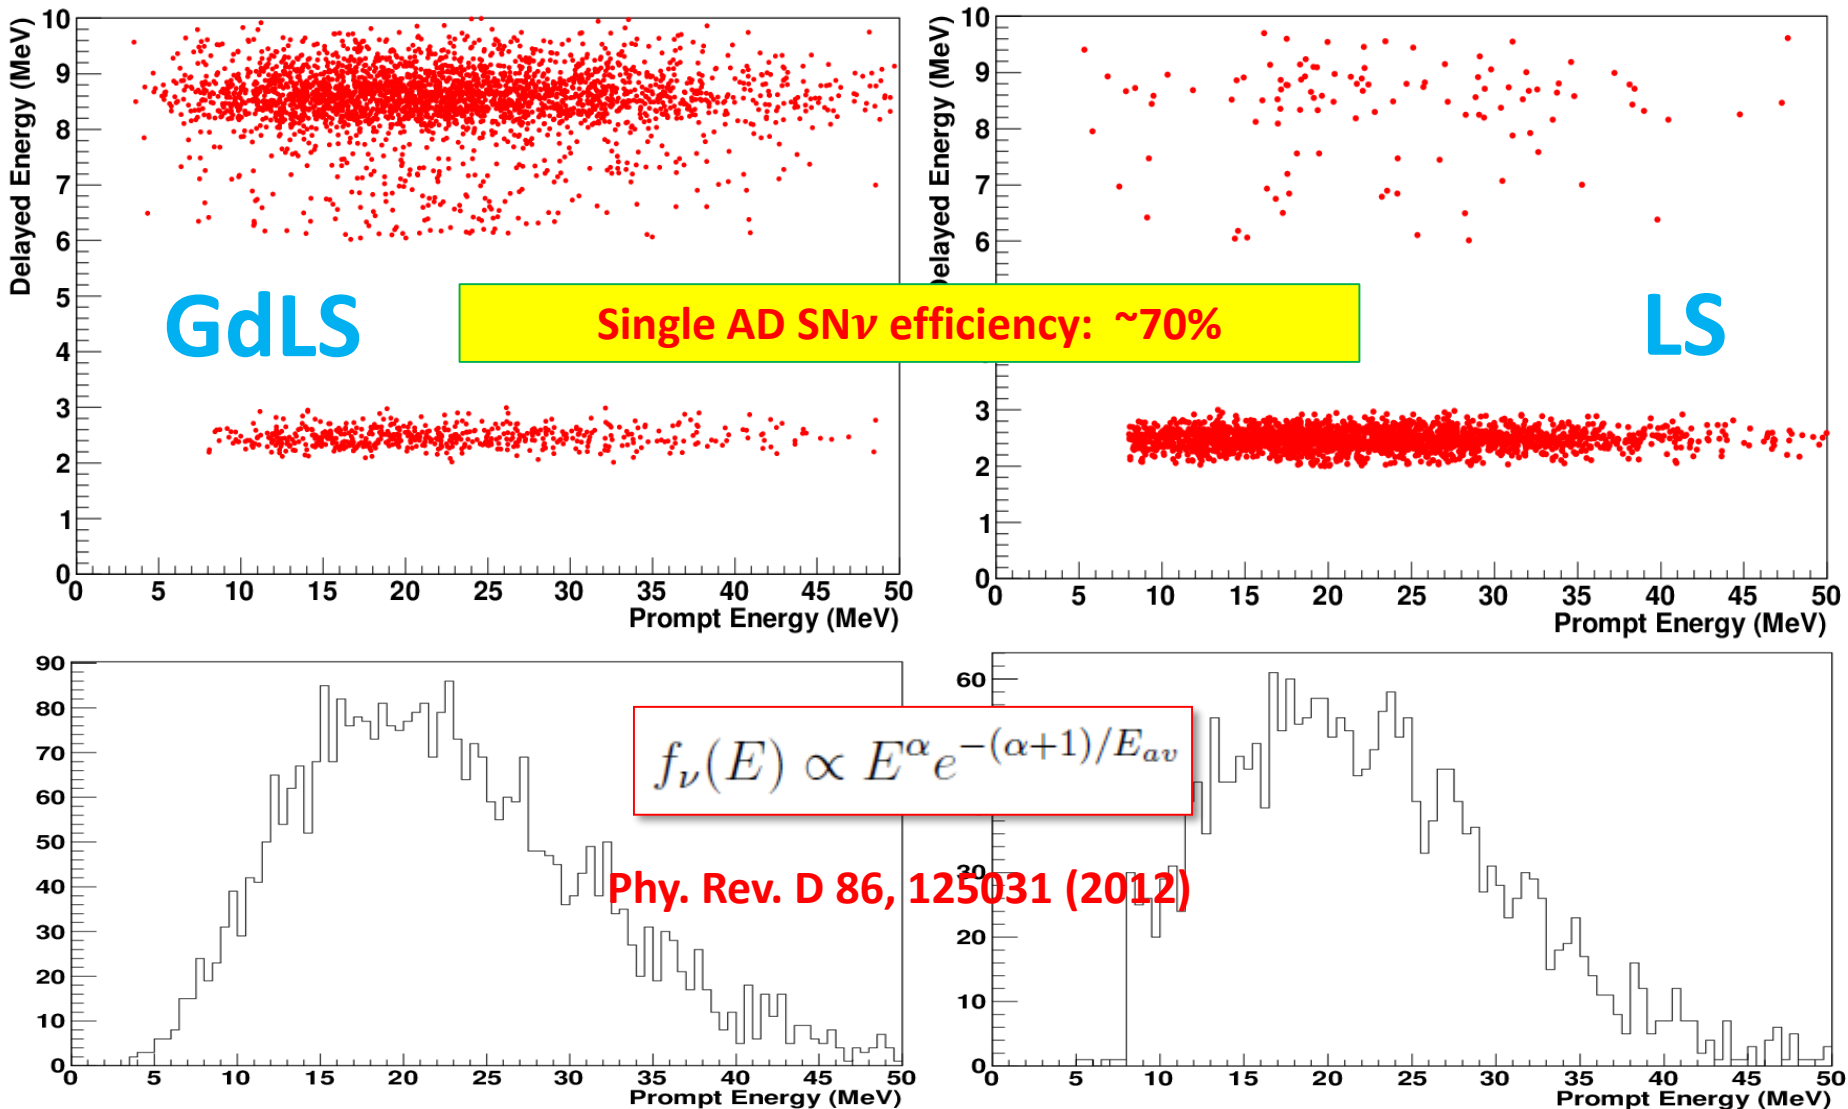 10
9
8
7
6
5
4
3
2
1
0
0 5 10 15 20 25 30 35 40 45 50
Delayed Energy (MeV)
Prompt Energy (MeV)
GdLS
10
9
8
7
6
3
2
1
0
0 5 10 15 20 25 30 35 40 45 50
Delayed Energy (MeV)
Prompt Energy (MeV)
LS
Single AD SNν efficiency: ~70%
90
80
70
60
50
40
30
20
10
0
0 5 10 15 20 25 30 35 40 45 50
Prompt Energy (MeV)
f_ν(E) ∝ E^α e^{−(α+1)/E_{av}}
Phy. Rev. D 86, 125031 (2012)
60
30
20
10
0
0 5 10 15 20 25 30 35 40 45 50
Prompt Energy (MeV)